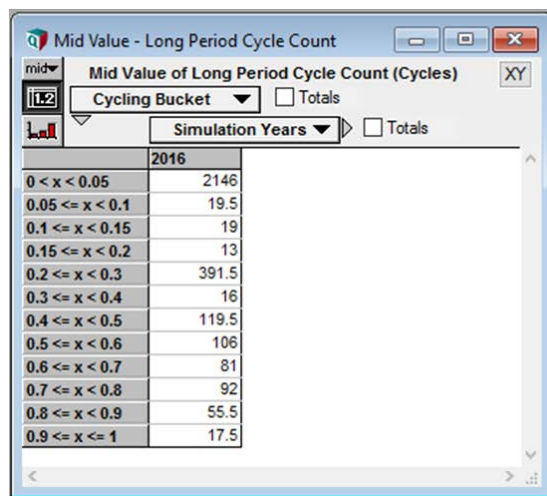 Mid Value - Long Period Cycle Count
mid
Mid Value of Long Period Cycle Count (Cycles)
XY
1.2
Cycling Bucket
Totals
Simulation Years
Totals
2016
0 < x < 0.05 2146
0.05 <= x < 0.1 19.5
0.1 <= x < 0.15 19
0.15 <= x < 0.2 13
0.2 <= x < 0.3 391.5
0.3 <= x < 0.4 16
0.4 <= x < 0.5 119.5
0.5 <= x < 0.6 106
0.6 <= x < 0.7 81
0.7 <= x < 0.8 92
0.8 <= x < 0.9 55.5
0.9 <= x <= 1 17.5